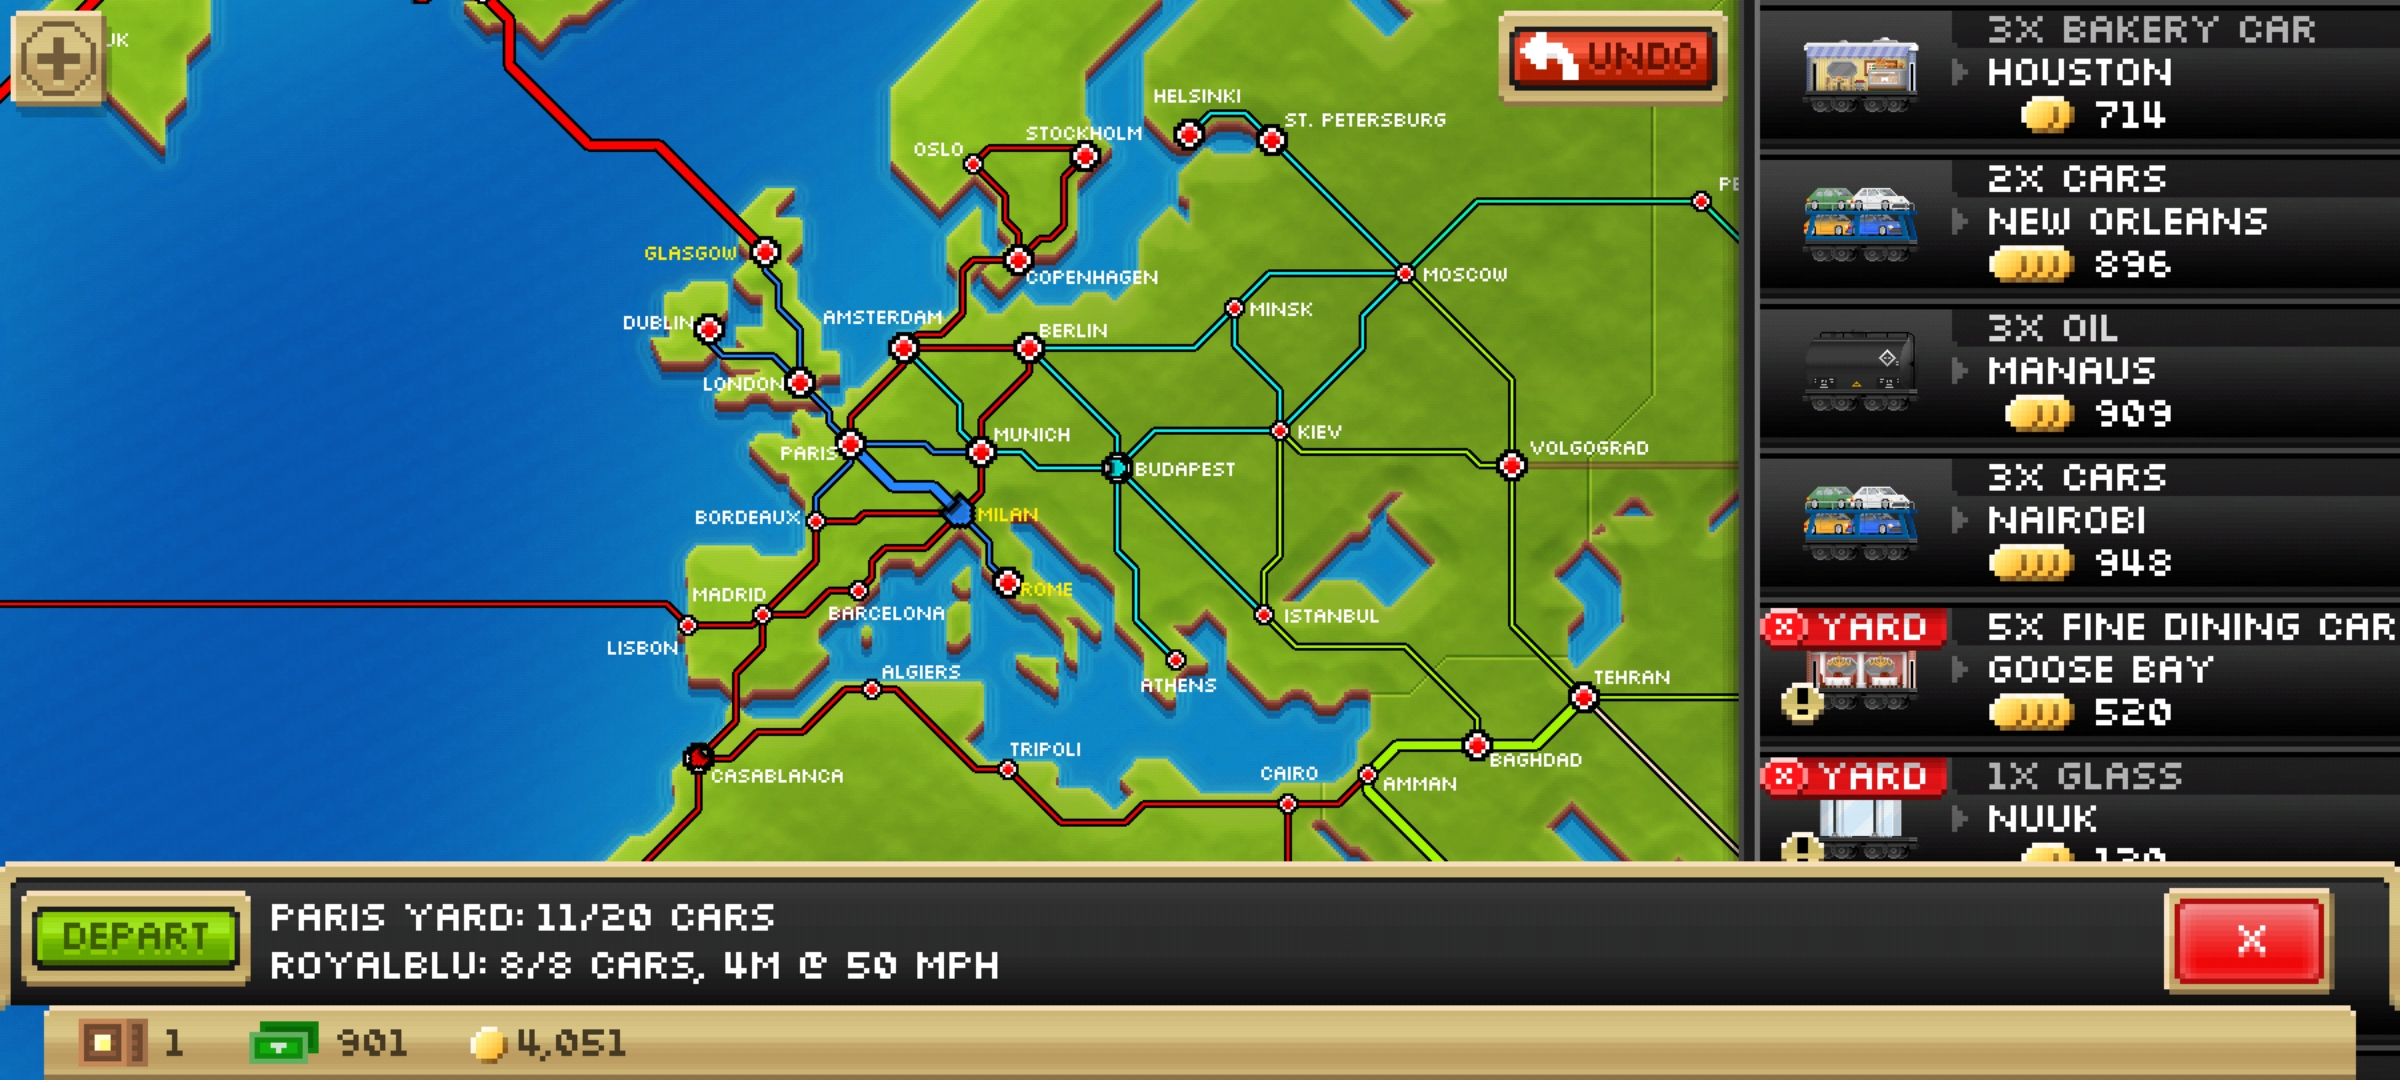 UK
UNDO
HELSINKI
ST. PETERSBURG
STOCKHOLM
OSLO
GLASGOW
COPENHAGEN
MOSCOW
MINSK
DUBLIN
AMSTERDAM
BERLIN
LONDON
MUNICH
KIEV
PARIS
VOLGOGRAD
BUDAPEST
BORDEAUX
MILAN
ROME
MADRID
BARCELONA
ISTANBUL
LISBON
ALGIERS
ATHENS
TEHRAN
TRIPOLI
CASABLANCA
CAIRO
BAGHDAD
AMMAN
3X BAKERY CAR
HOUSTON
714
2X CARS
NEW ORLEANS
896
3X OIL
MANAUS
909
3X CARS
NAIROBI
948
YARD
5X FINE DINING CAR
GOOSE BAY
520
YARD
1X GLASS
NUUK
DEPART
PARIS YARD: 11/20 CARS
ROYALBLU: 8/8 CARS, 4M @ 50 MPH
X
1
901
4,051